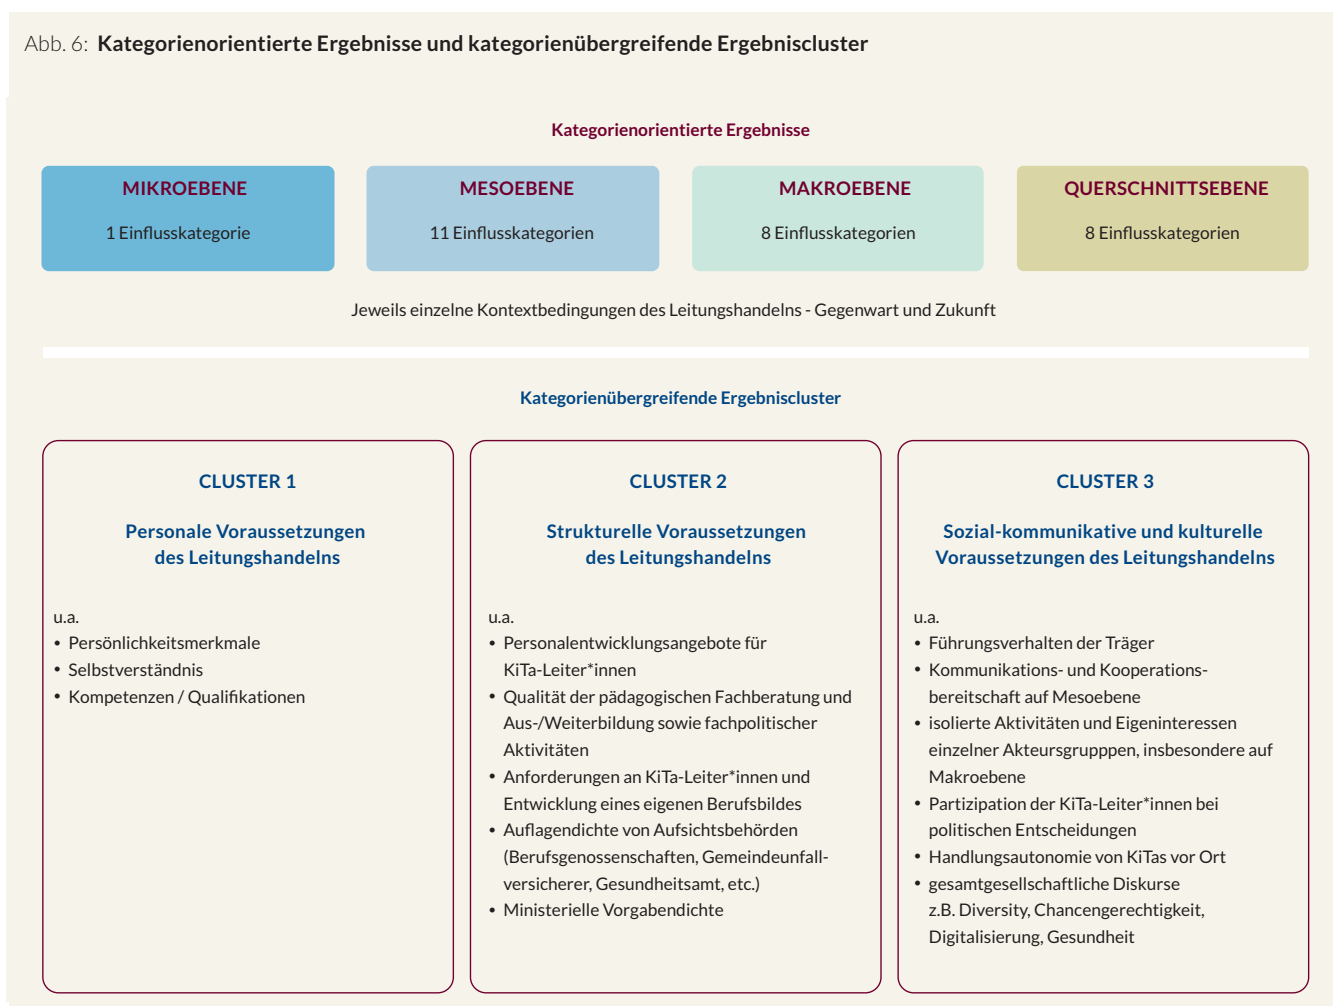 Abb. 6: Kategorienorientierte Ergebnisse und kategorienübergreifende Ergebniscluster
Kategorienorientierte Ergebnisse
MIKROEBENE
1 Einflusskategorie
MESOEBENE
11 Einflusskategorien
MAKROEBENE
8 Einflusskategorien
QUERSCHNITTSEBENE
8 Einflusskategorien
Jeweils einzelne Kontextbedingungen des Leitungshandelns - Gegenwart und Zukunft
Kategorienübergreifende Ergebniscluster
CLUSTER 1
Personale Voraussetzungen
des Leitungshandelns
u.a.
• Persönlichkeitsmerkmale
• Selbstverständnis
• Kompetenzen / Qualifikationen
CLUSTER 2
Strukturelle Voraussetzungen
des Leitungshandelns
u.a.
• Personalentwicklungsangebote für
KiTa-Leiter*innen
• Qualität der pädagogischen Fachberatung und
Aus-/Weiterbildung sowie fachpolitischer
Aktivitäten
• Anforderungen an KiTa-Leiter*innen und
Entwicklung eines eigenen Berufsbildes
• Auflagendichte von Aufsichtsbehörden
(Berufsgenossenschaften, Gemeindeunfall-
versicherer, Gesundheitsamt, etc.)
• Ministerielle Vorgabendichte
CLUSTER 3
Sozial-kommunikative und kulturelle
Voraussetzungen des Leitungshandelns
u.a.
• Führungsverhalten der Träger
• Kommunikations- und Kooperations-
bereitschaft auf Mesoebene
• isolierte Aktivitäten und Eigeninteressen
einzelner Akteursgrupppen, insbesondere auf
Makroebene
• Partizipation der KiTa-Leiter*innen bei
politischen Entscheidungen
• Handlungsautonomie von KiTas vor Ort
• gesamtgesellschaftliche Diskurse
z.B. Diversity, Chancengerechtigkeit,
Digitalisierung, Gesundheit